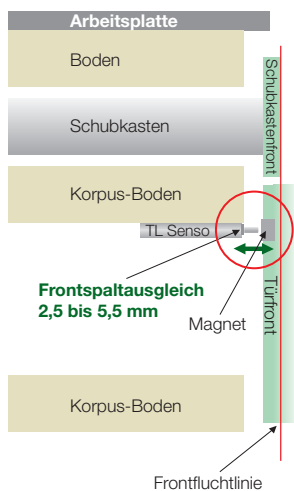 Arbeitsplatte
Boden
Schubkastenfront
Schubkasten
Korpus-Boden
TL Senso
Frontspaltausgleich
2,5 bis 5,5 mm
Magnet
Türfront
Korpus-Boden
Frontfluchtlinie